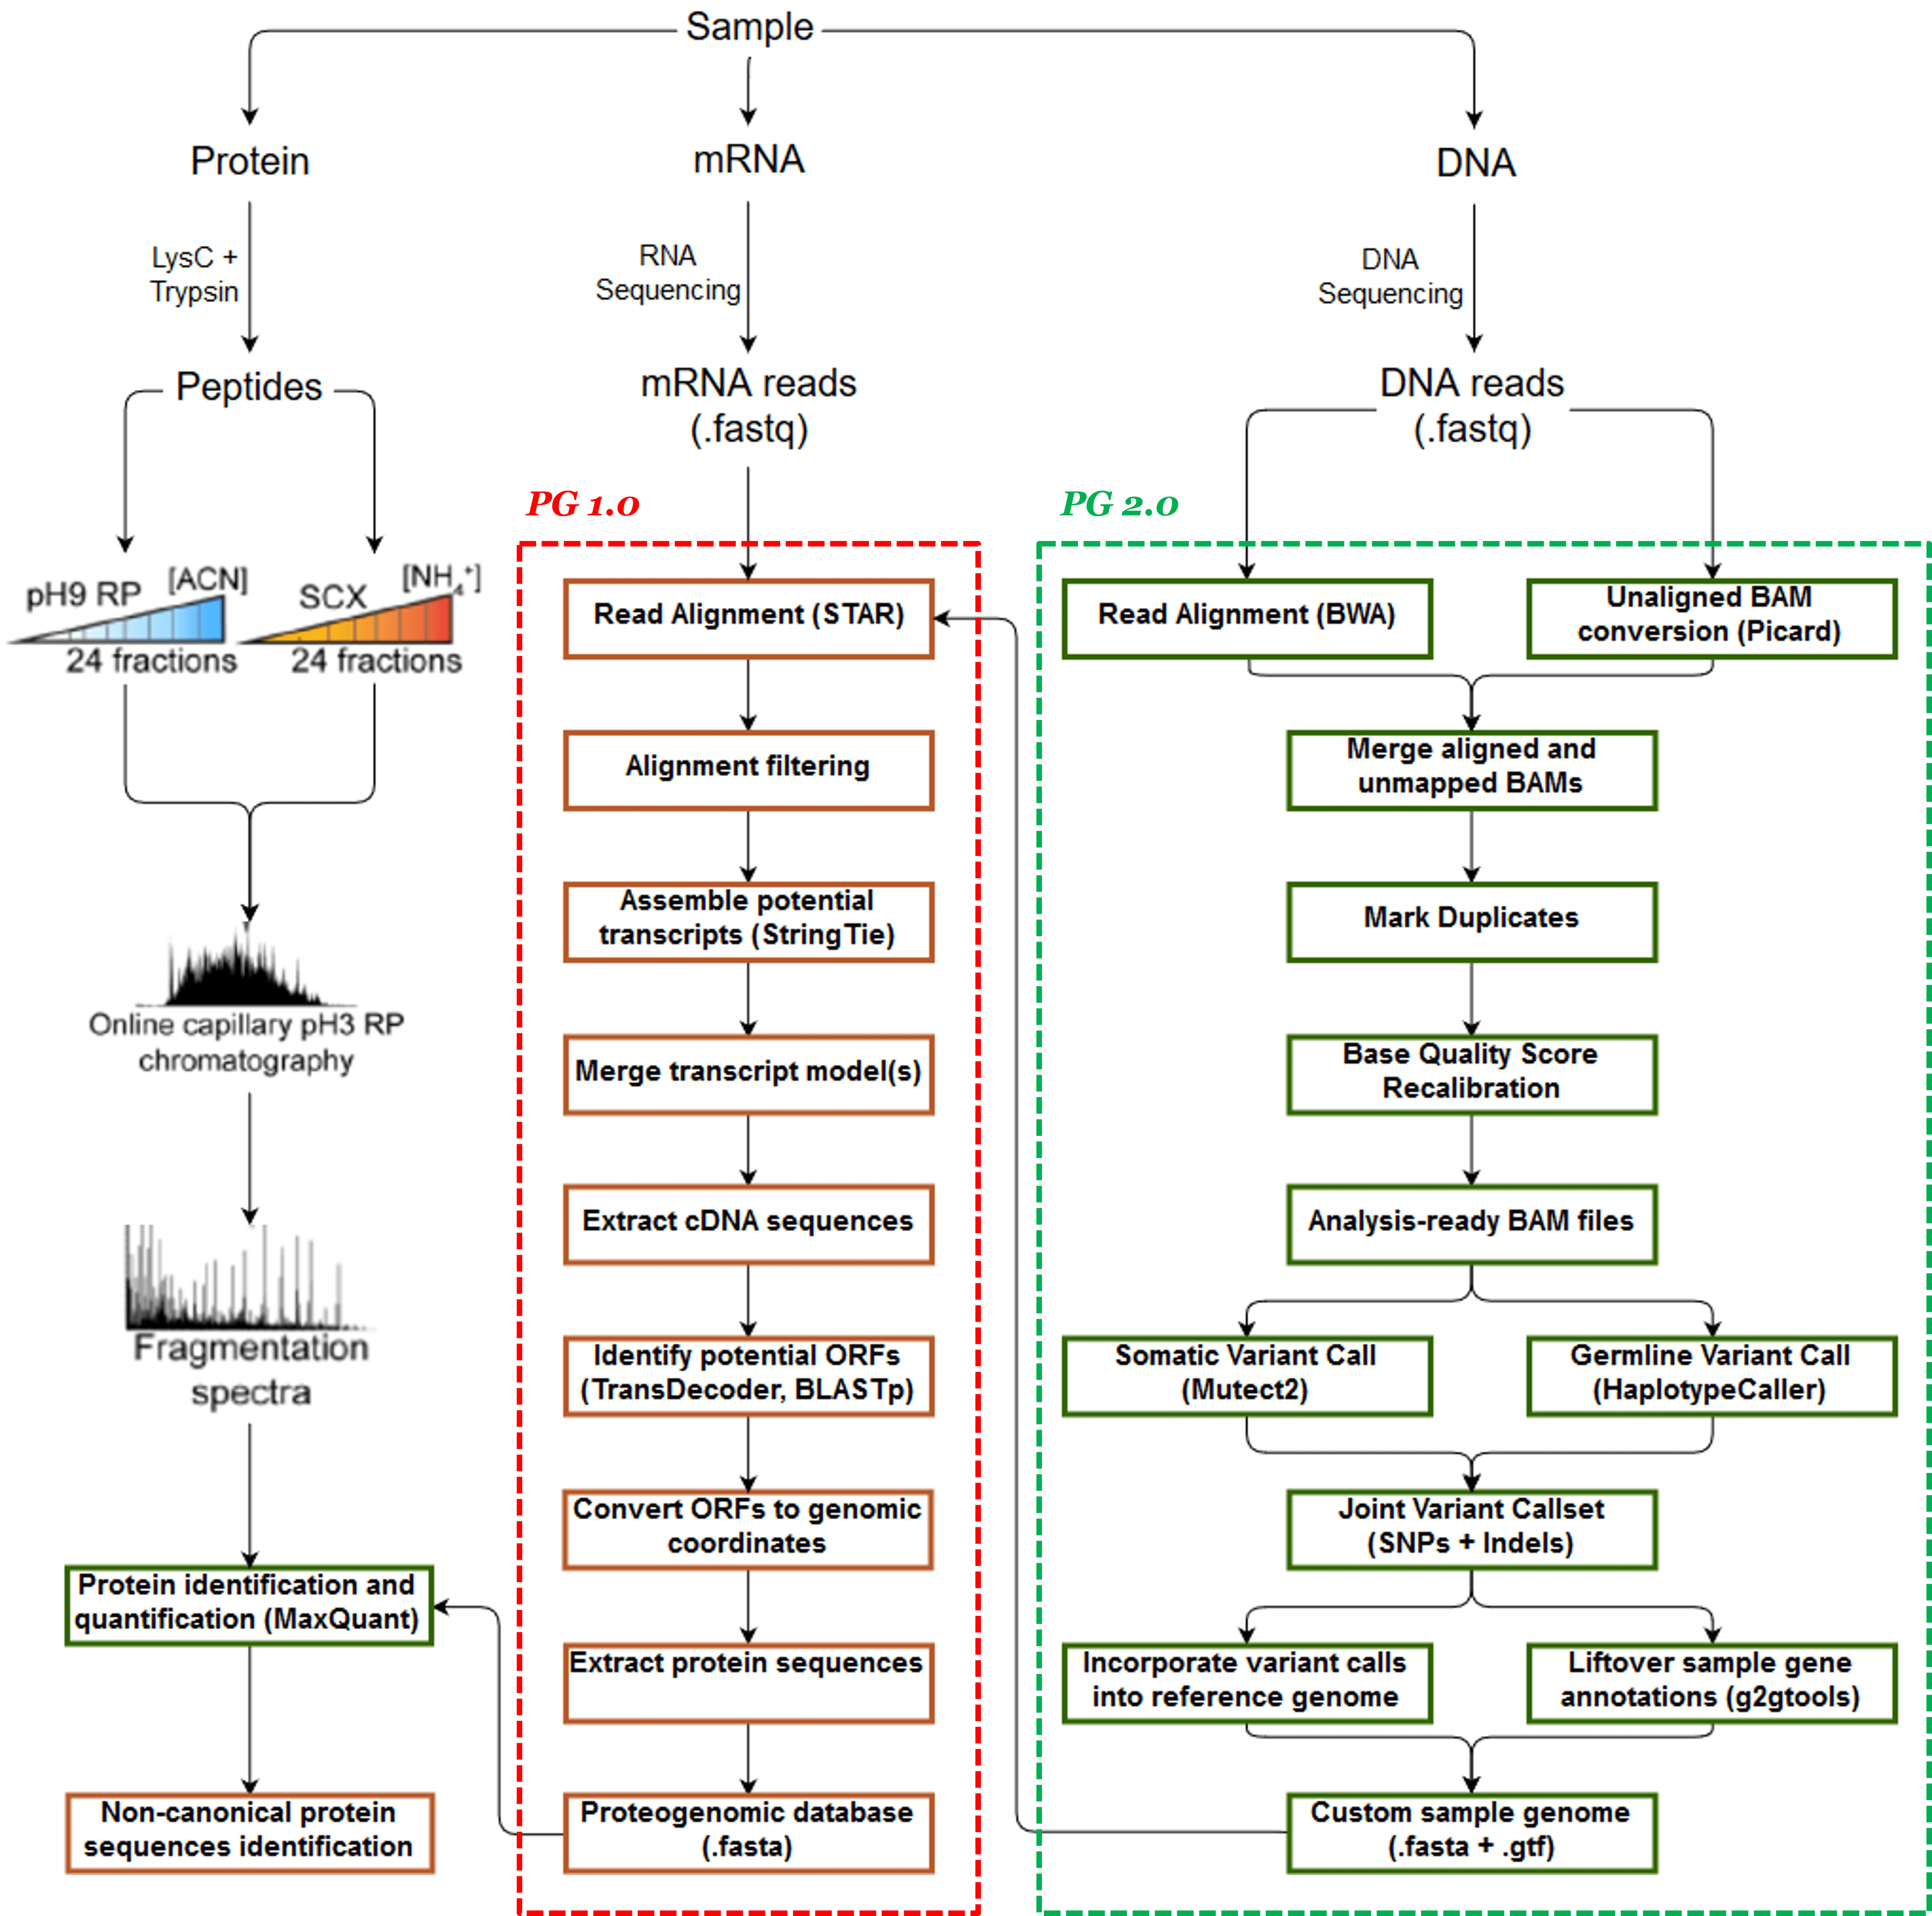 Sample
Protein
mRNA
DNA
LysC +
Trypsin
RNA
Sequencing
DNA
Sequencing
Peptides
mRNA reads
(.fastq)
DNA reads
(.fastq)
PG 1.0
PG 2.0
pH9 RP
[ACN]
24 fractions
SCX
[NH4+]
24 fractions
Online capillary pH3 RP
chromatography
Fragmentation
spectra
Protein identification and
quantification (MaxQuant)
Non-canonical protein
sequences identification
Read Alignment (STAR)
Alignment filtering
Assemble potential
transcripts (StringTie)
Merge transcript model(s)
Extract cDNA sequences
Identify potential ORFs
(TransDecoder, BLASTp)
Convert ORFs to genomic
coordinates
Extract protein sequences
Proteogenomic database
(.fasta)
Read Alignment (BWA)
Unaligned BAM
conversion (Picard)
Merge aligned and
unmapped BAMs
Mark Duplicates
Base Quality Score
Recalibration
Analysis-ready BAM files
Somatic Variant Call
(Mutect2)
Germline Variant Call
(HaplotypeCaller)
Joint Variant Callset
(SNPs + Indels)
Incorporate variant calls
into reference genome
Liftover sample gene
annotations (g2gtools)
Custom sample genome
(.fasta + .gtf)